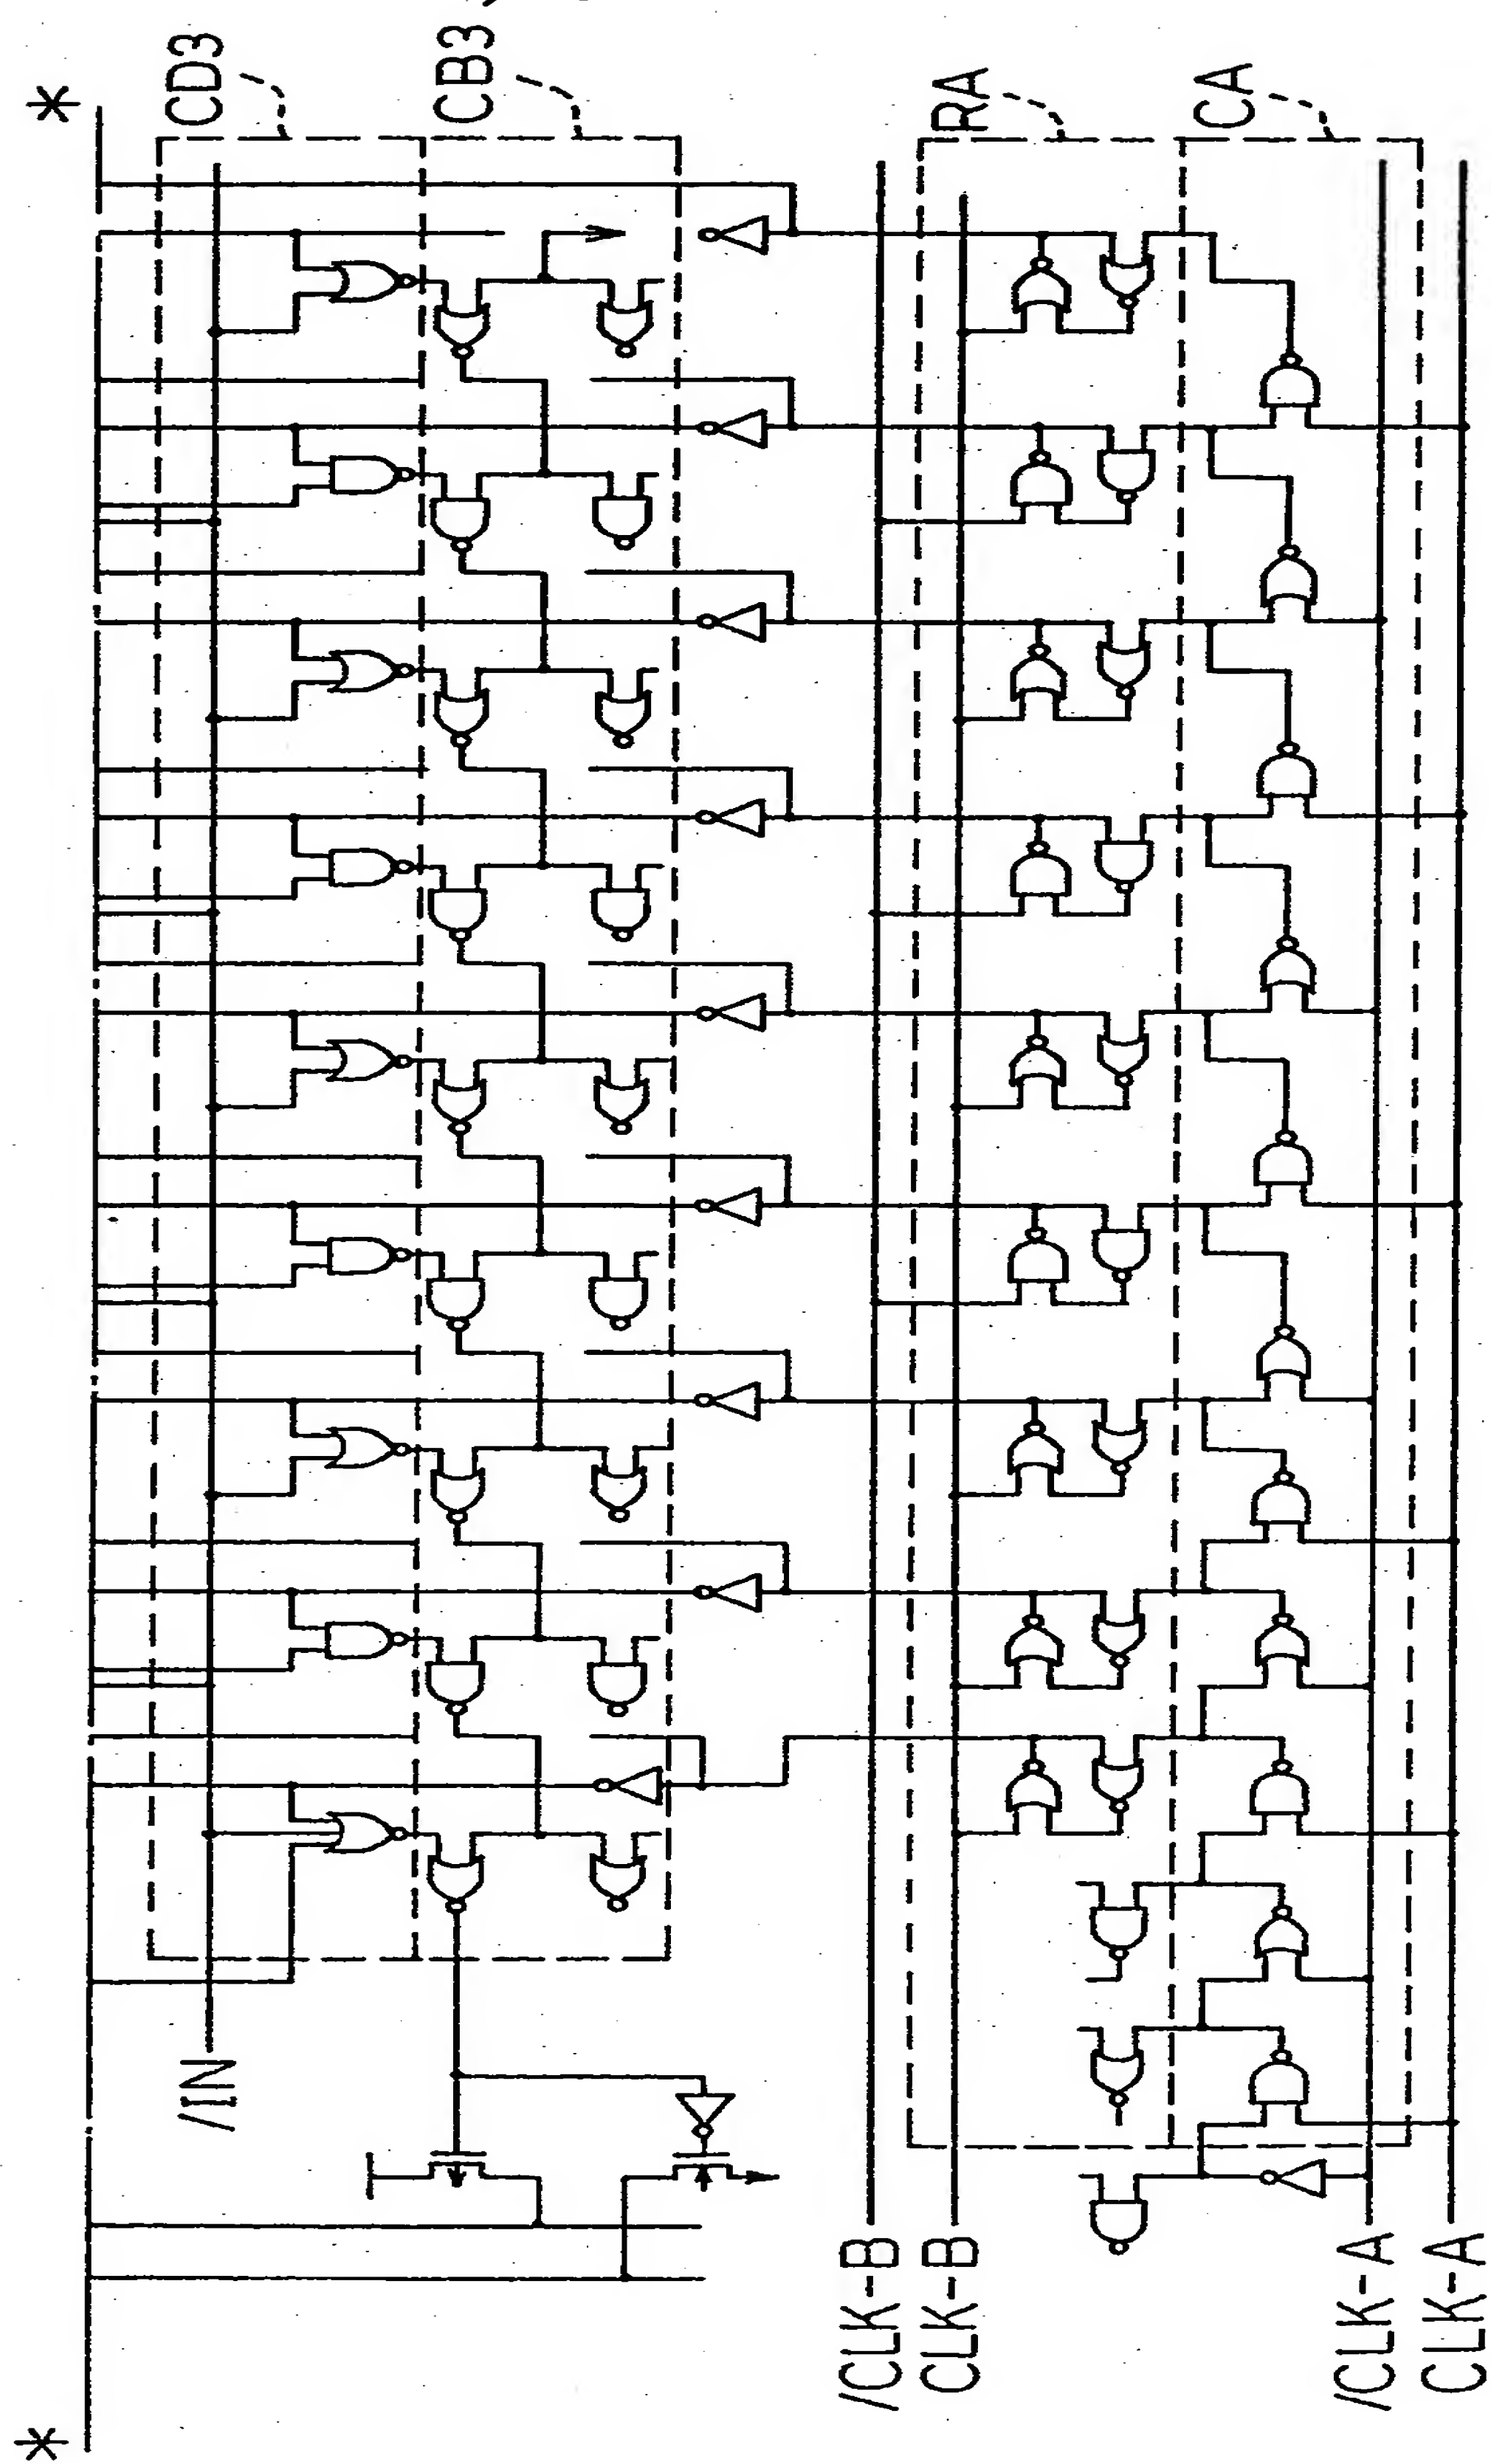 *
CD3
CB3
RA
CA
/IN
/CLK-B
CLK-B
/CLK-A
CLK-A
*